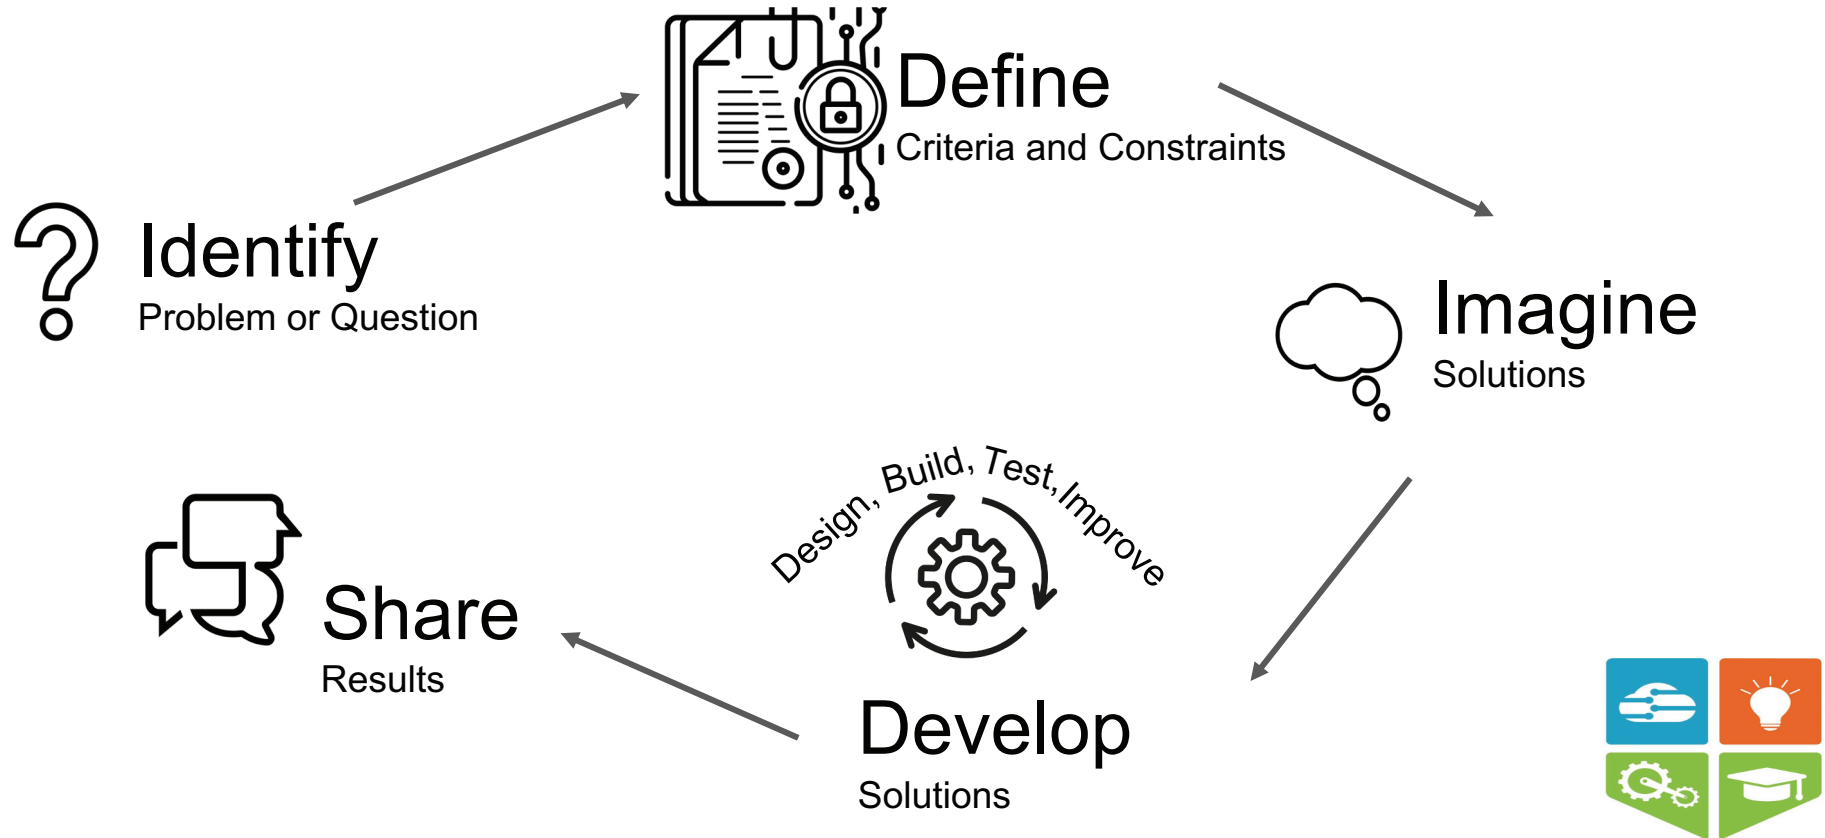 Define
Criteria and Constraints
Identify
Problem or Question
Imagine
Solutions
Design, Build, Test, Improve
Share
Results
Develop
Solutions